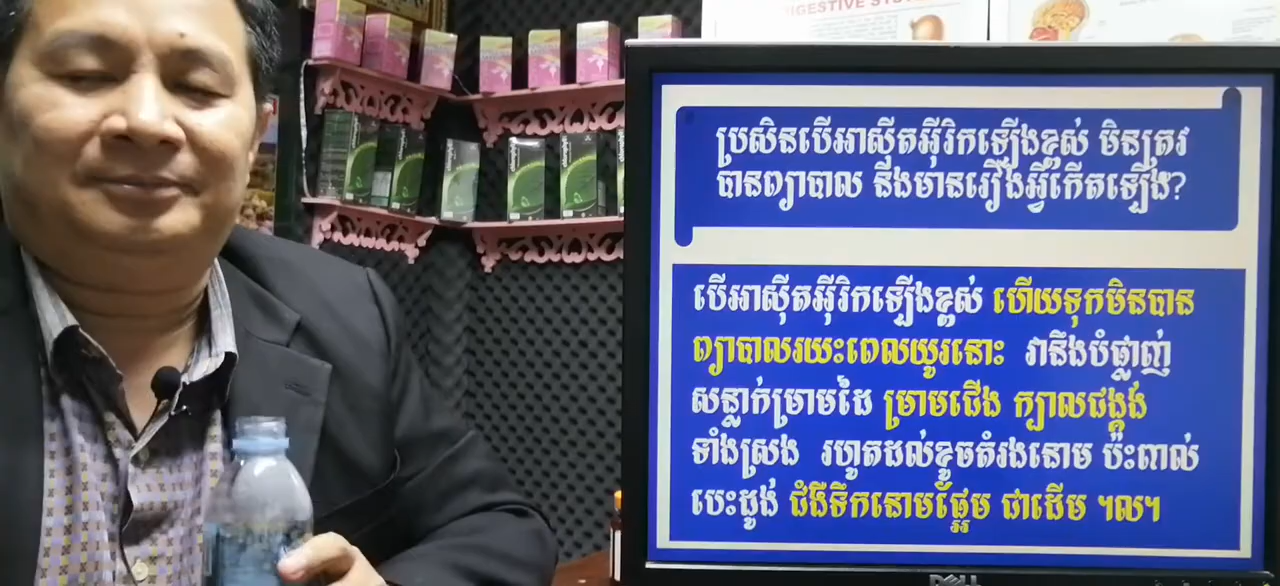 DIGESTIVE SYST
ប្រសិនបើអាស៊ីតអ៊ីរិកឡើងខ្ពស់ មិនត្រូវ
បានព្យាបាល នឹងមានរឿងអ្វីកើតឡើង?
បើអាស៊ីតអ៊ីរិកឡើងខ្ពស់ ហើយទុកមិនបាន
ព្យាបាលរយៈពេលយូរនោះ វានឹងបំផ្លាញ់
សន្លាក់ម្រាមដៃ ម្រាមជើង ក្បាលជង្គង់
ទាំងស្រុង រហូតដល់ខូចតំរងនោម ប៉ះពាល់
បេះដូង ជំងឺទឹកនោមផ្អែម ជាដើម ។ល។
DELL